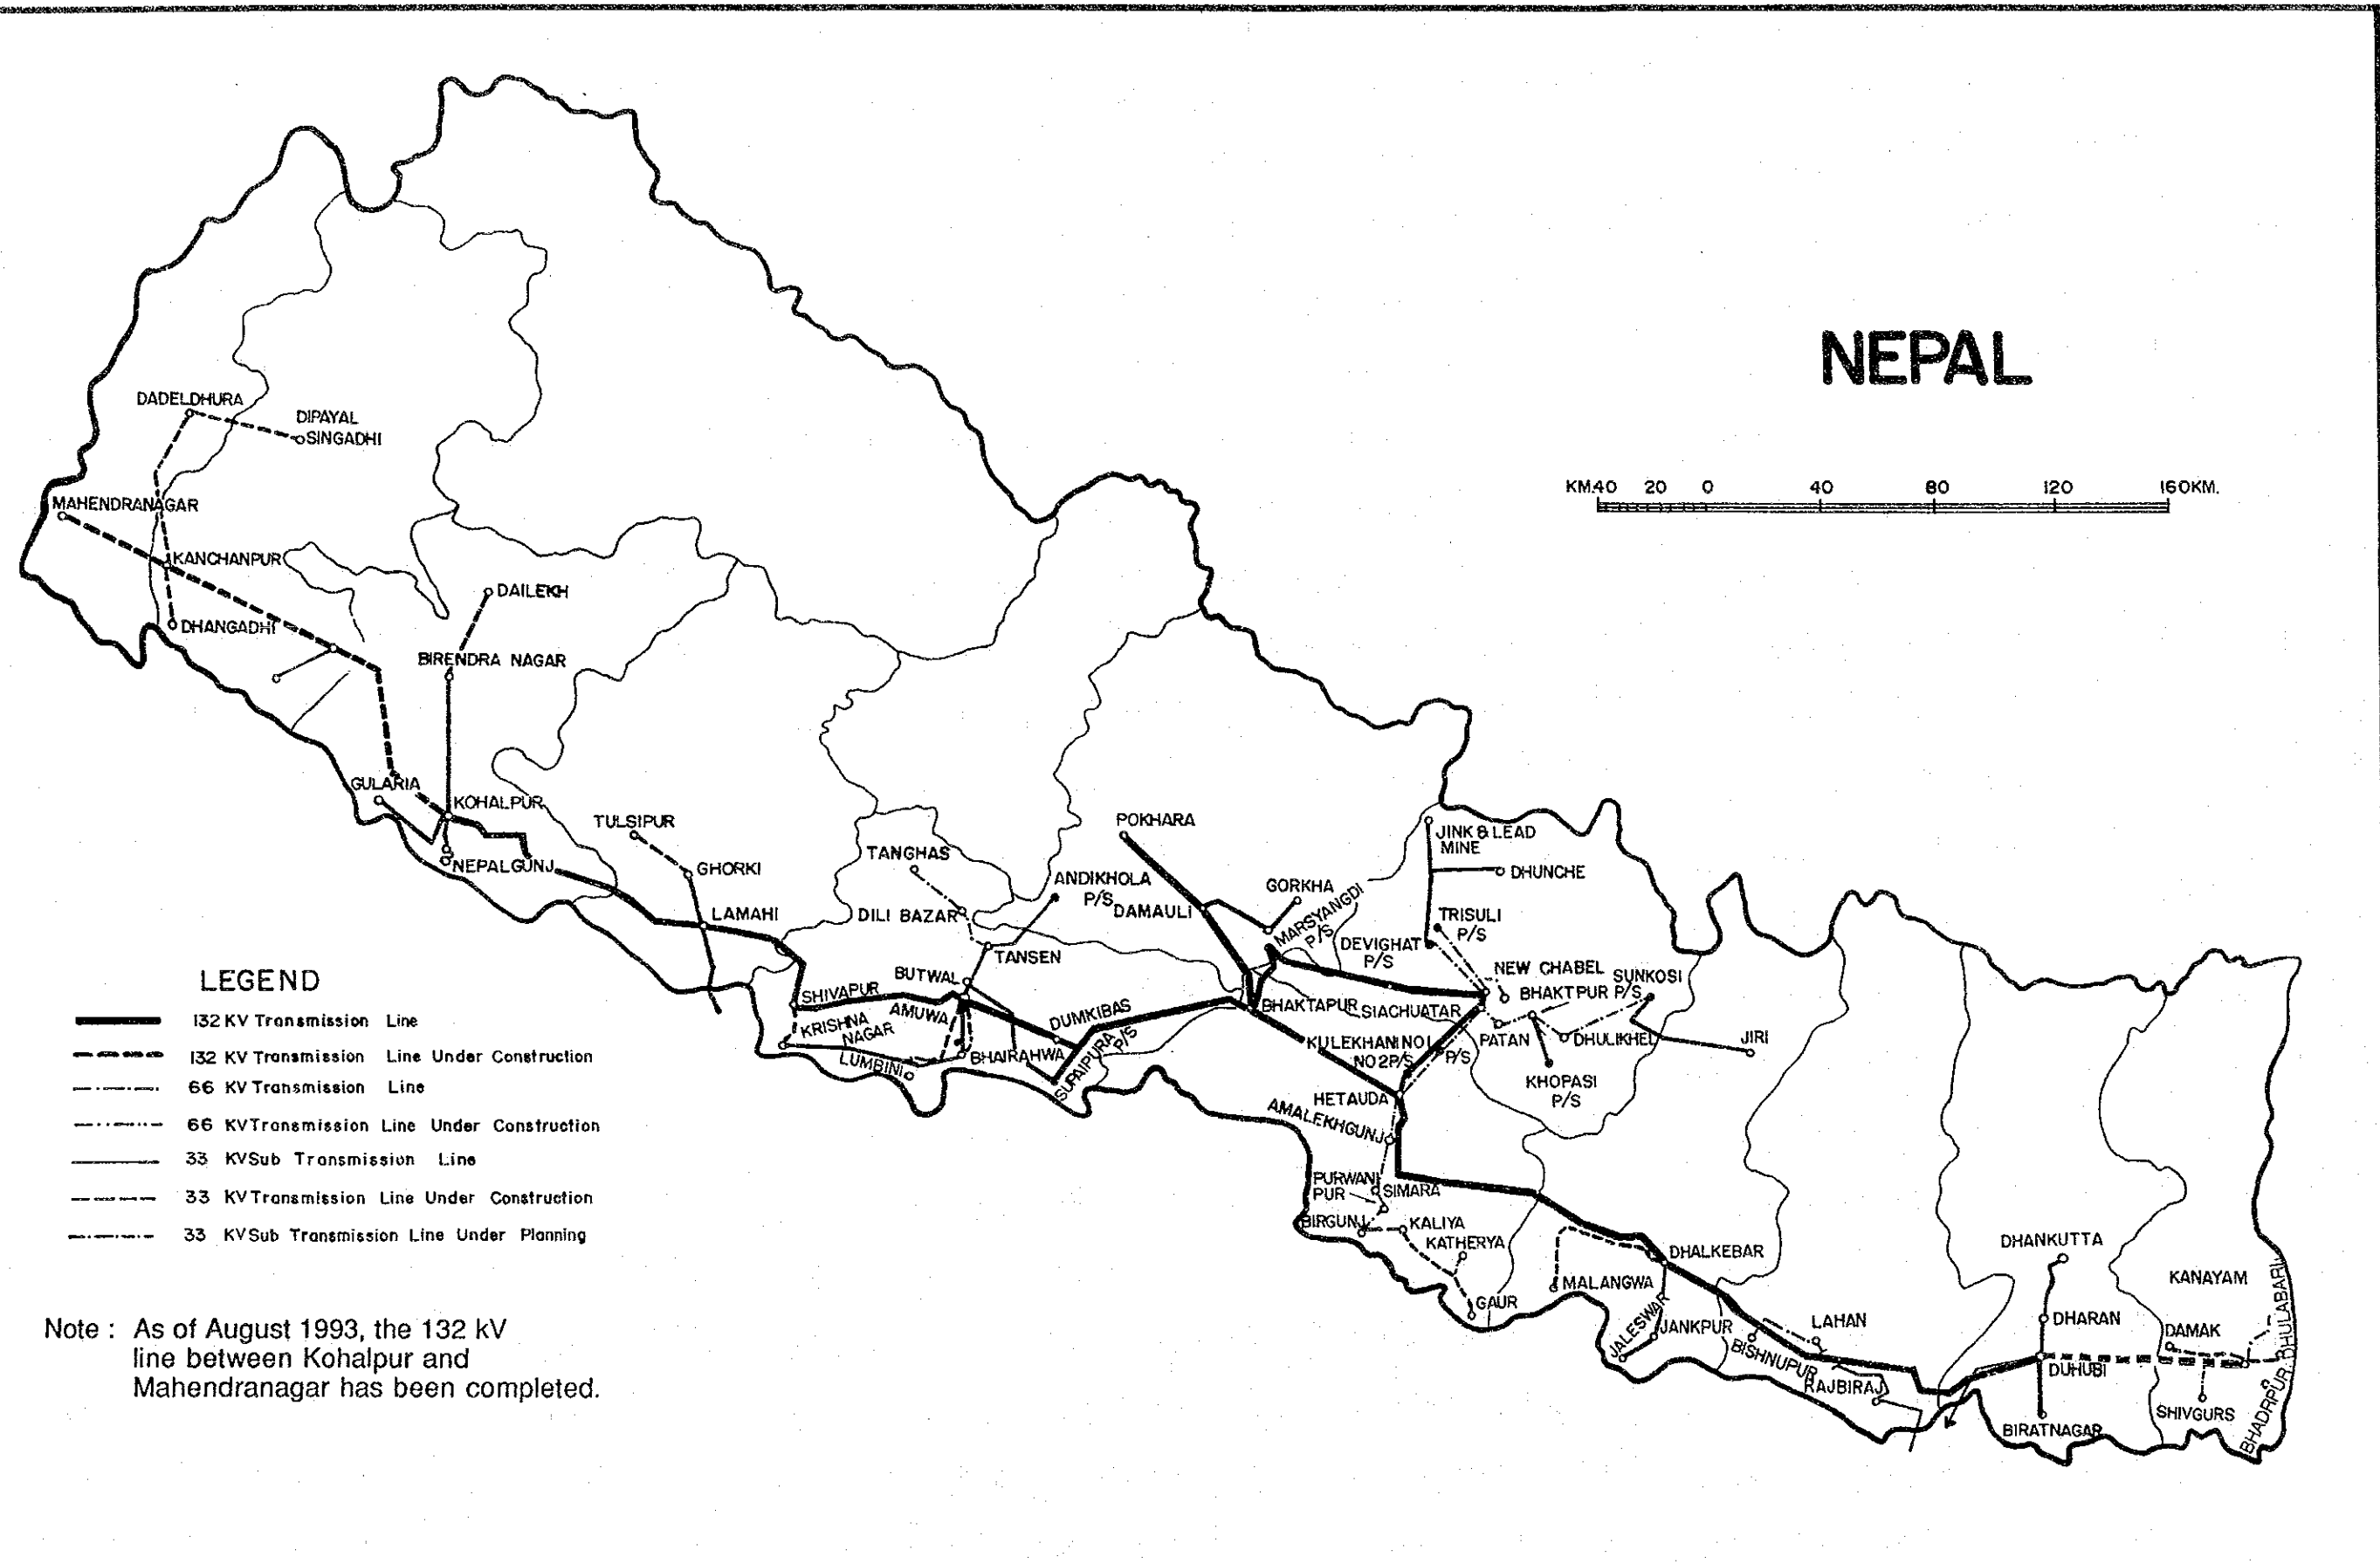 NEPAL
KM.40 20 0 40 80 120 160KM.
DADELDHURA
DIPAYAL
SINGADHI
MAHENDRANAGAR
KANCHANPUR
DHANGADHI
DAILEKH
BIRENDRA NAGAR
GULARIA
KOHALPUR
NEPALGUNJ
TULSIPUR
GHORKI
LAMAHI
TANGHAS
DILI BAZAR
ANDIKHOLA
P/S
TANSEN
BUTWAL
SHIVAPUR
AMUWA
KRISHNA
NAGAR
LUMBINI
BHAIRAHWA
DUMKIBAS
SUPAIPURA
P/S
POKHARA
DAMAULI
GORKHA
MARSYANGDI
P/S
JINK & LEAD
MINE
DHUNCHE
TRISULI
P/S
DEVIGHAT
P/S
NEW CHABEL
SUNKOSI
BHAKTPUR P/S
BHAKTAPUR
SIACHUATAR
KULEKHANI NO I
P/S
NO 2 P/S
PATAN
DHULIKHEL
JIRI
KHOPASI
P/S
HETAUDA
AMALEKHGUNJ
PURWANI
PUR
SIMARA
BIRGUNJ
KALIYA
KATHERYA
GAUR
MALANGWA
DHALKEBAR
JALESWAR
JANKPUR
BISHNUPUR
LAHAN
RAJBIRAJ
DHANKUTTA
DHARAN
DUHUBI
BIRATNAGAR
KANAYAM
DAMAK
SHIVGURS
BHADRPUR
DHULABARI
LEGEND
132 KV Transmission Line
132 KV Transmission Line Under Construction
66 KV Transmission Line
66 KV Transmission Line Under Construction
33 KV Sub Transmission Line
33 KV Transmission Line Under Construction
33 KV Sub Transmission Line Under Planning
Note : As of August 1993, the 132 kV
line between Kohalpur and
Mahendranagar has been completed.